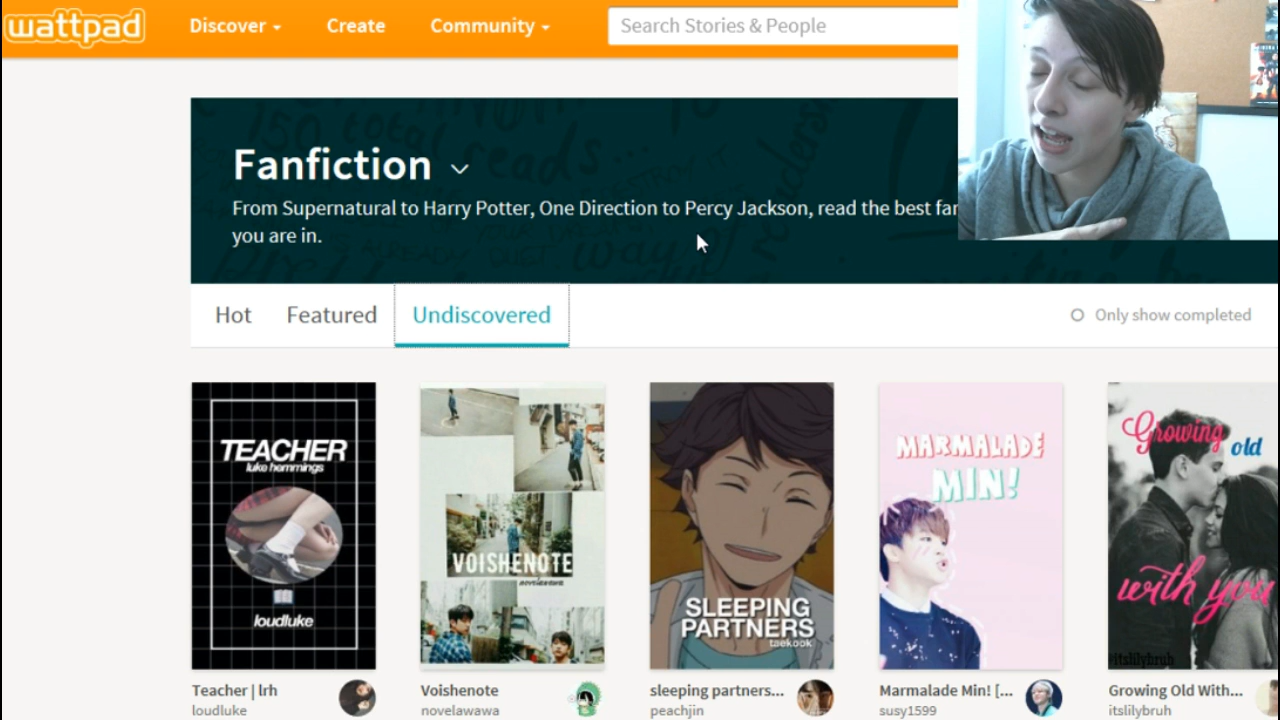 wattpad
Discover
Create
Community
Search Stories & People
Fanfiction
From Supernatural to Harry Potter, One Direction to Percy Jackson, read the best
you are in.
Hot
Featured
Undiscovered
Only show completed
TEACHER
luke hemmings
loudluke
VOISHENOTE
novelawawa
SLEEPING
PARTNERS
taekook
MARMALADE
MIN!
Growing
old
with you
itslilybruh
Teacher | lrh
loudluke
Voishenote
novelawawa
sleeping partners...
peachjin
Marmalade Min! [...
susy1599
Growing Old With...
itslilybruh